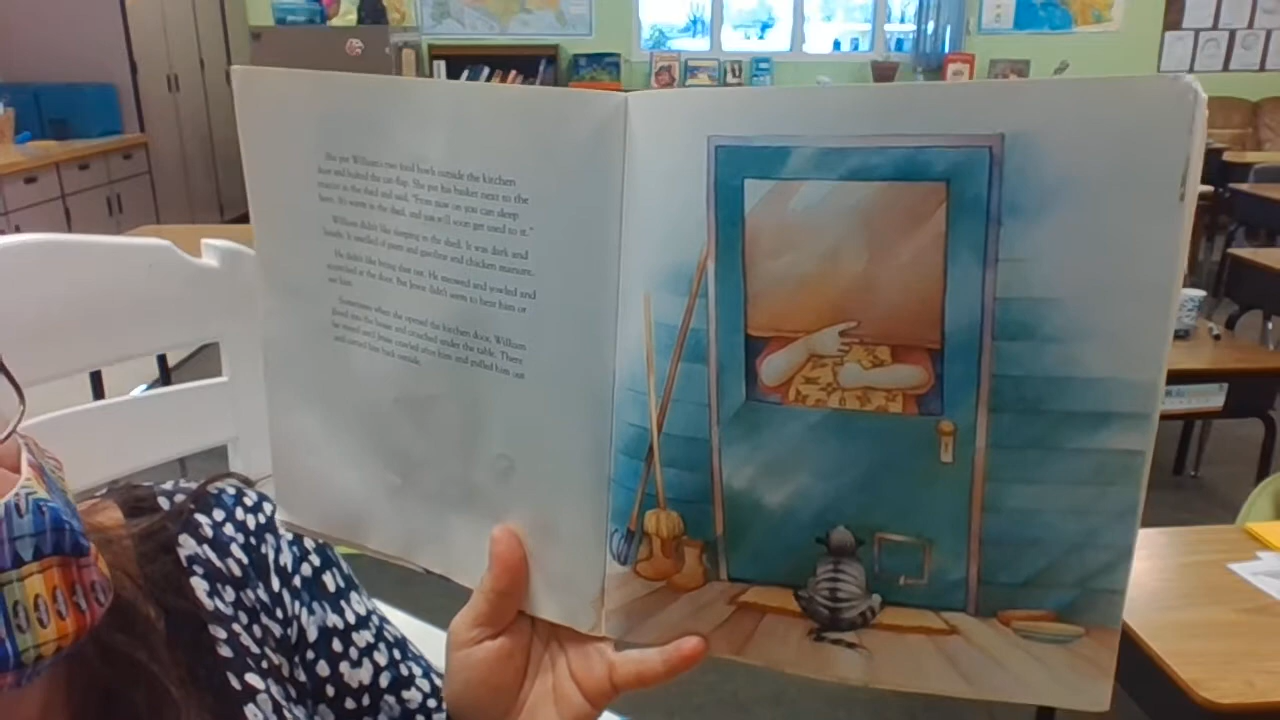 She put William's two food bowls outside the kitchen
door and bolted the cat-flap. She put his basket next to the
mower in the shed and said, "From now on you can sleep
here. It's warm in the shed, and you will soon get used to it."
William didn't like sleeping in the shed. It was dark and
lonely. It smelled of paint and gasoline and chicken manure.
He didn't like being shut out. He meowed and yowled and
scratched at the door. But Jessie didn't seem to hear him or
see him.
Sometimes when she opened the kitchen door, William
flitted into the house and crouched under the table. There
he stayed until Jessie crawled after him and pulled him out
and carried him back outside.